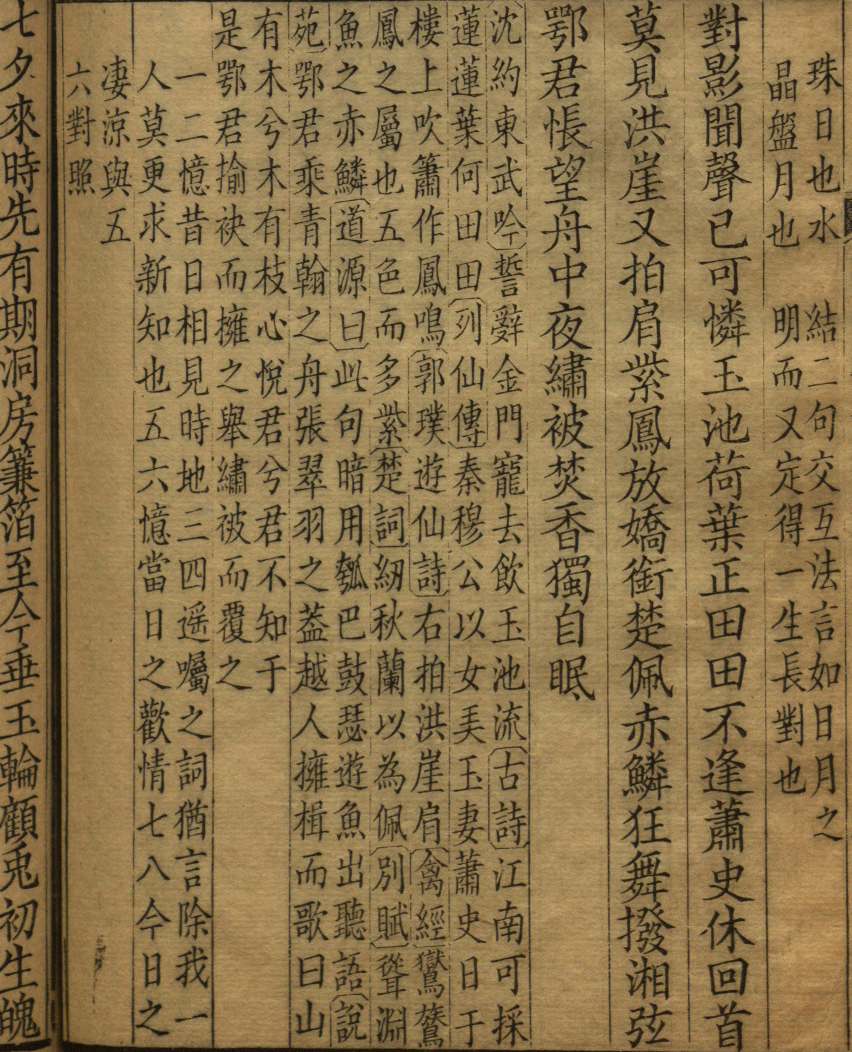 珠日也水
晶盤月也
結二句交互法言如日月之
明而又定得一生長對也
對影聞聲已可憐玉池荷葉正田田不逢蕭史休回首
莫見洪崖又拍肩紫鳳放嬌銜楚佩赤鱗狂舞撥湘弦
鄂君悵望舟中夜繡被焚香獨自眠
沈約東武吟誓辭金門寵去飲玉池流古詩江南可採
蓮蓮葉何田田列仙傳秦穆公以女美玉妻蕭史日于
樓上吹簫作鳳鳴郭璞遊仙詩右拍洪崖肩禽經鸑鷟
鳳之屬也五色而多紫楚詞紉秋蘭以為佩別賦聳淵
魚之赤鱗道源曰此句暗用瓠巴鼓瑟遊魚出聽語說
苑鄂君乘青翰之舟張翠羽之蓋越人擁楫而歌曰山
有木兮木有枝心悅君兮君不知于
是鄂君揄袂而擁之舉繡被而覆之
一二憶昔日相見時地三四遥囑之詞猶言除我一
人莫更求新知也五六憶當日之歡情七八今日之
淒涼與五
六對照
七夕來時先有期洞房簾箔至今垂玉輪顧兎初生魄